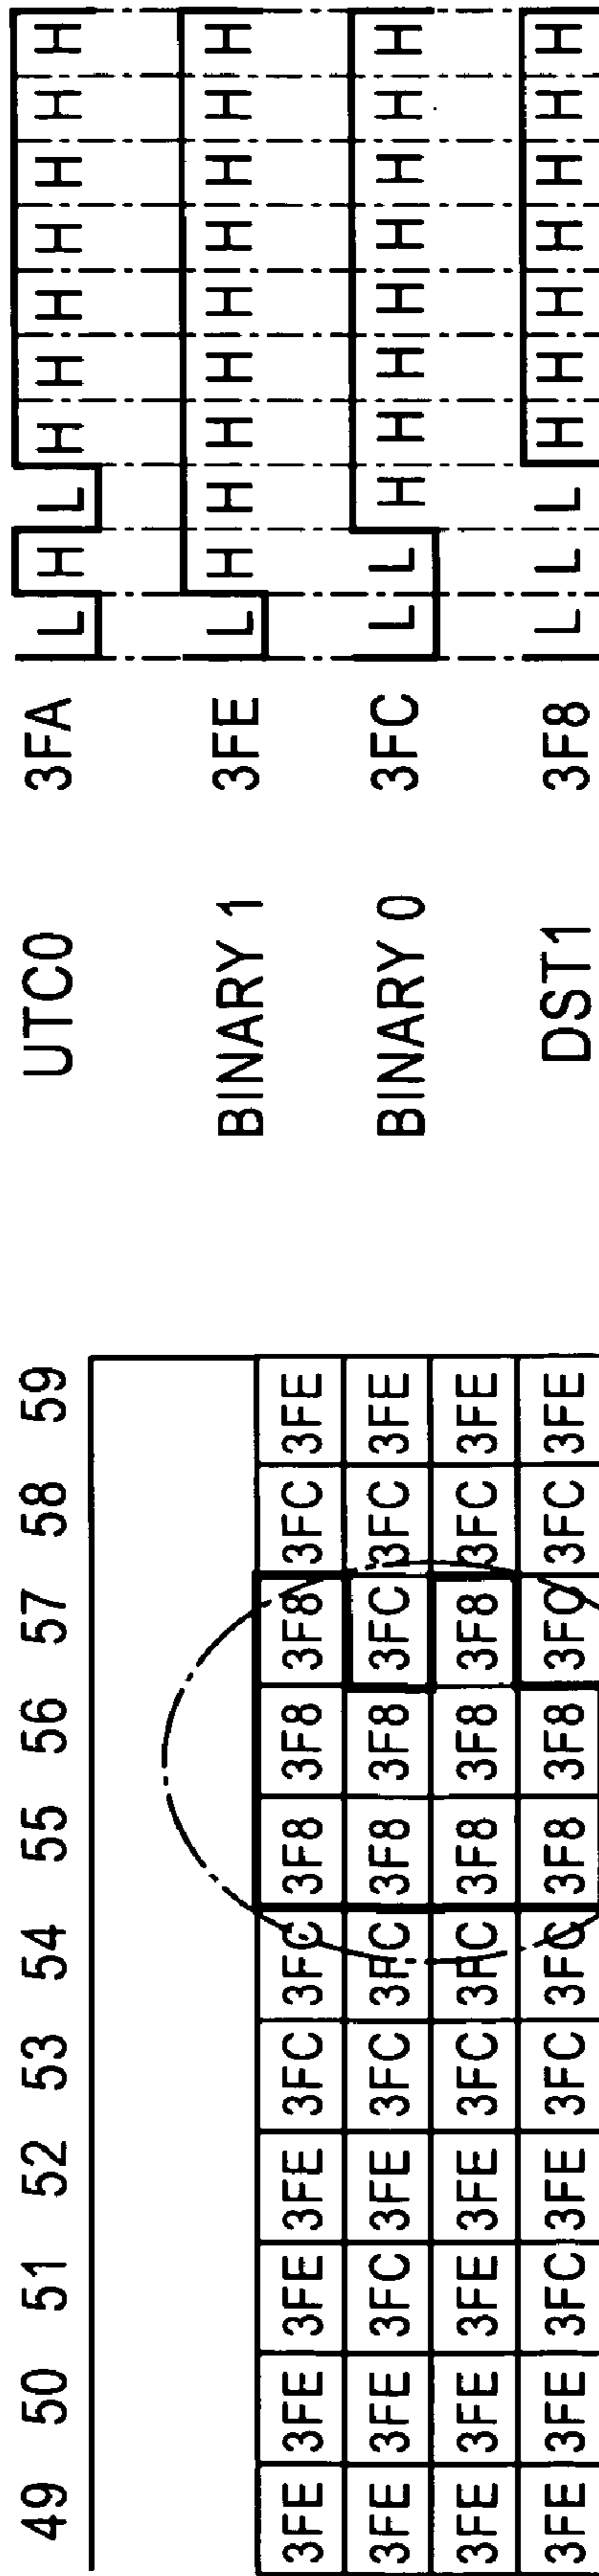 49 50 51 52 53 54 55 56 57 58 59
3FE 3FE 3FE 3FE 3FC 3FC 3F8 3F8 3F8 3FC 3FE
3FE 3FE 3FC 3FE 3FC 3FC 3F8 3F8 3FC 3FC 3FE
3FE 3FE 3FE 3FE 3FC 3FC 3F8 3F8 3F8 3FC 3FE
3FE 3FE 3FC 3FE 3FC 3FC 3F8 3F8 3FC 3FC 3FE
UTC0 3FA L H L H H H H H H H
BINARY 1 3FE L H H H H H H H H H
BINARY 0 3FC L L H H H H H H H H
DST1 3F8 L L L H H H H H H H